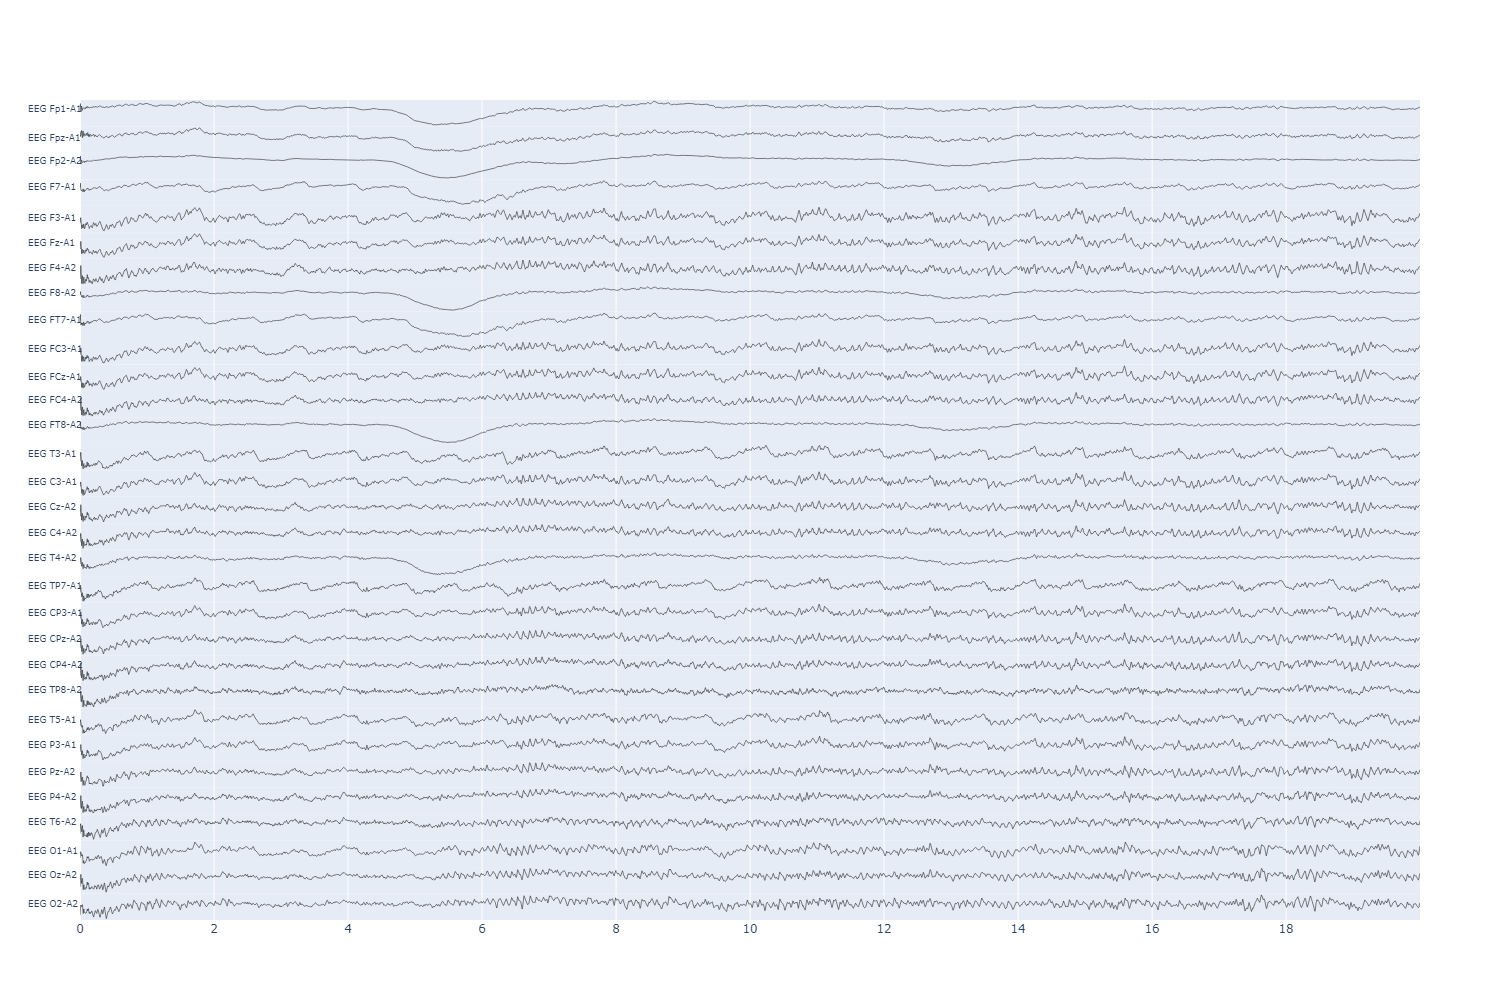 EEG Fp1-A1
EEG Fpz-A1
EEG Fp2-A2
EEG F7-A1
EEG F3-A1
EEG Fz-A1
EEG F4-A2
EEG F8-A2
EEG FT7-A1
EEG FC3-A1
EEG FCz-A1
EEG FC4-A2
EEG FT8-A2
EEG T3-A1
EEG C3-A1
EEG Cz-A2
EEG C4-A2
EEG T4-A2
EEG TP7-A1
EEG CP3-A1
EEG CPz-A2
EEG CP4-A2
EEG TP8-A2
EEG T5-A1
EEG P3-A1
EEG Pz-A2
EEG P4-A2
EEG T6-A2
EEG O1-A1
EEG Oz-A2
EEG O2-A2
0 2 4 6 8 10 12 14 16 18